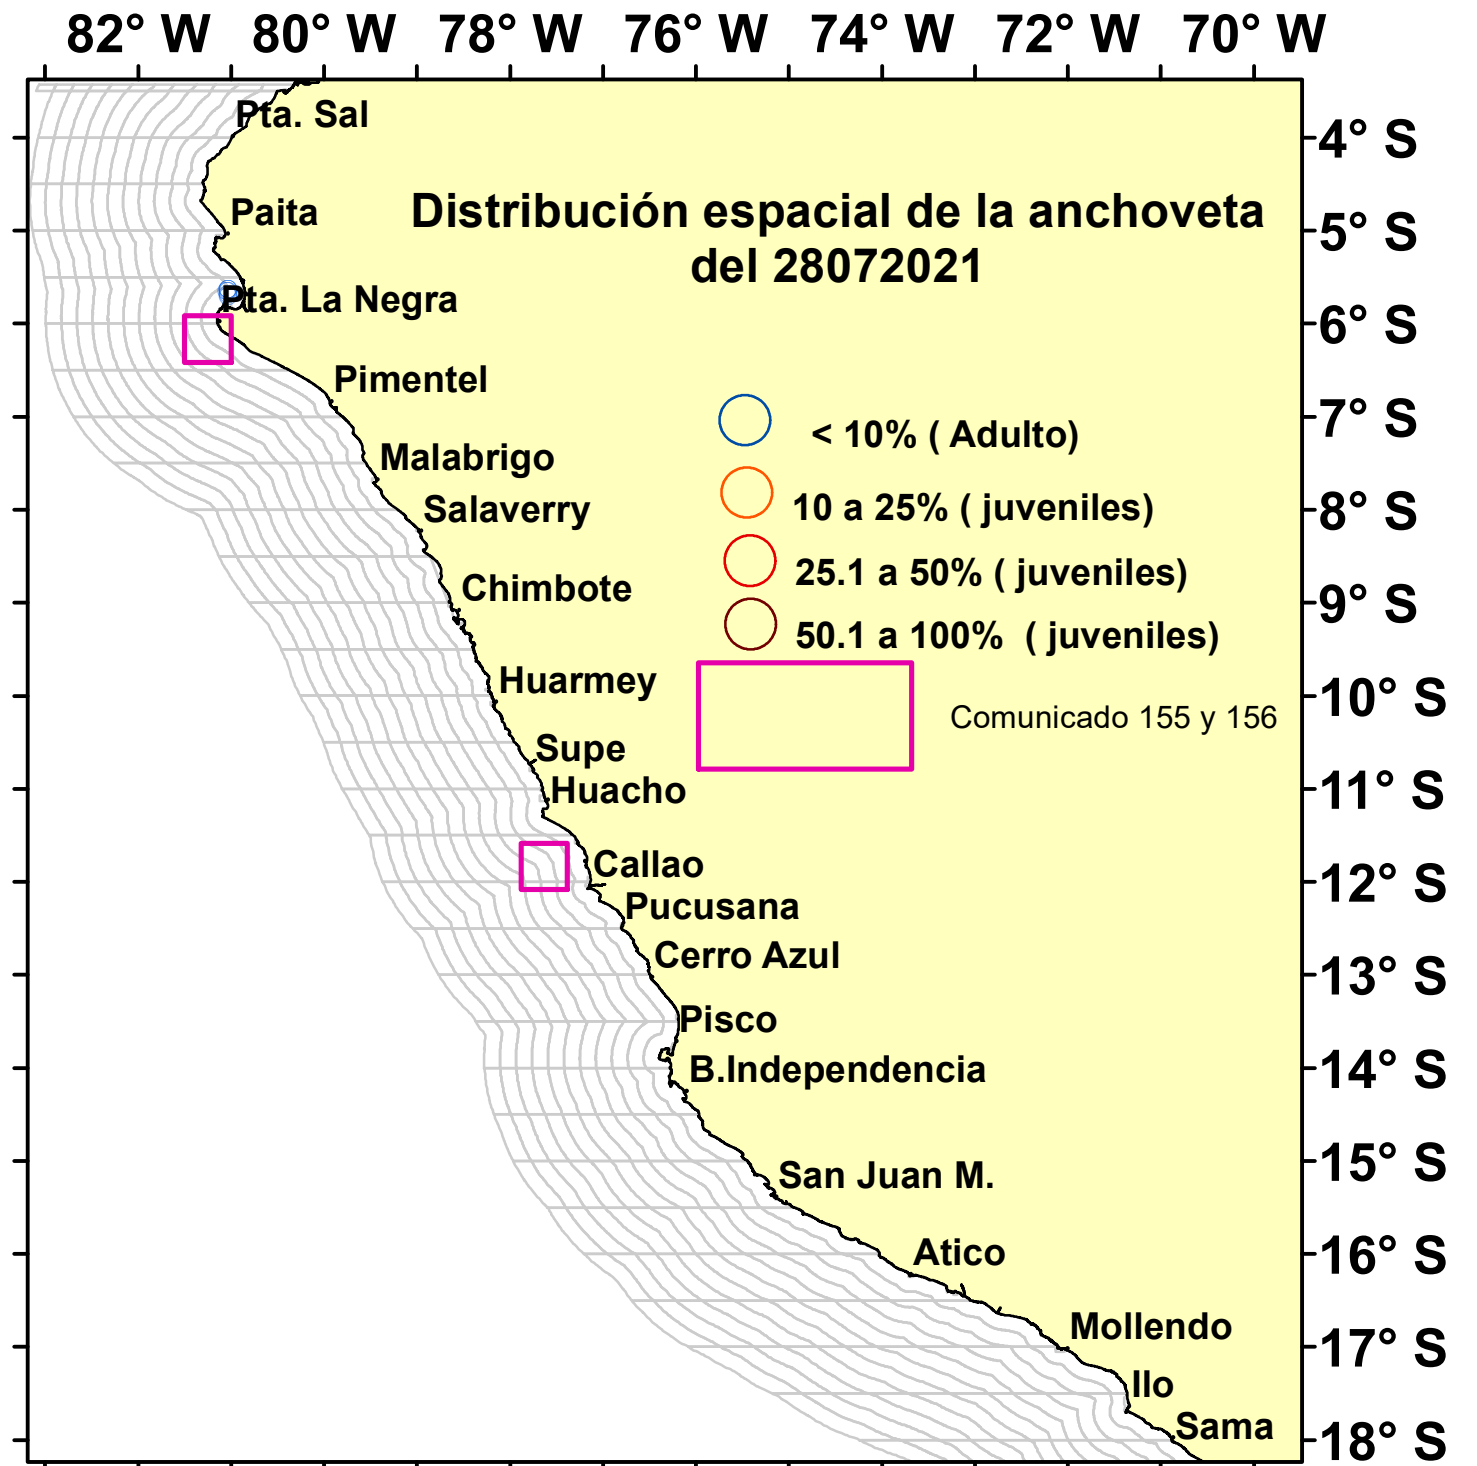 82° W 80° W 78° W 76° W 74° W 72° W 70° W
Pta. Sal
4° S
Paita
Distribución espacial de la anchoveta
del 28072021
5° S
Pta. La Negra
6° S
Pimentel
7° S
< 10% ( Adulto)
Malabrigo
Salaverry
10 a 25% ( juveniles)
8° S
25.1 a 50% ( juveniles)
Chimbote
9° S
50.1 a 100%  ( juveniles)
Huarmey
10° S
Comunicado 155 y 156
Supe
Huacho
11° S
Callao
12° S
Pucusana
Cerro Azul
13° S
Pisco
B.Independencia
14° S
15° S
San Juan M.
Atico
16° S
Mollendo
17° S
Ilo
Sama
18° S